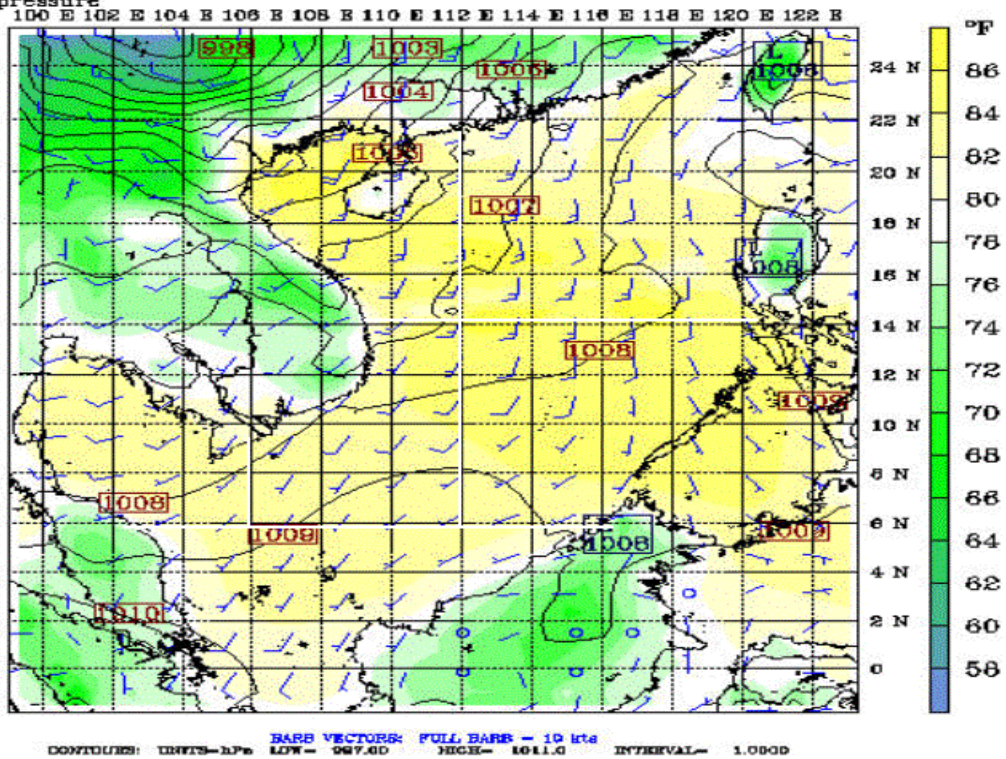 pressure
100 E 102 E 104 E 106 E 108 E 110 E 112 E 114 E 116 E 118 E 120 E 122 E
°F
998 1003 L
1006 1008 24 N 86
1004
22 N 84
1006 82
20 N
80
1007 18 N
78
L 1008 16 N
76
14 N 74
1008
12 N 72
1009
10 N 70
8 N 68
1008
1009 1008 1009 6 N 66
64
4 N
62
1010 2 N 60
0 58
BARB VECTORS: FULL BARB = 10 kts
CONTOURS: UNITS=hPa LOW= 997.00 HIGH= 1011.0 INTERVAL= 1.0000